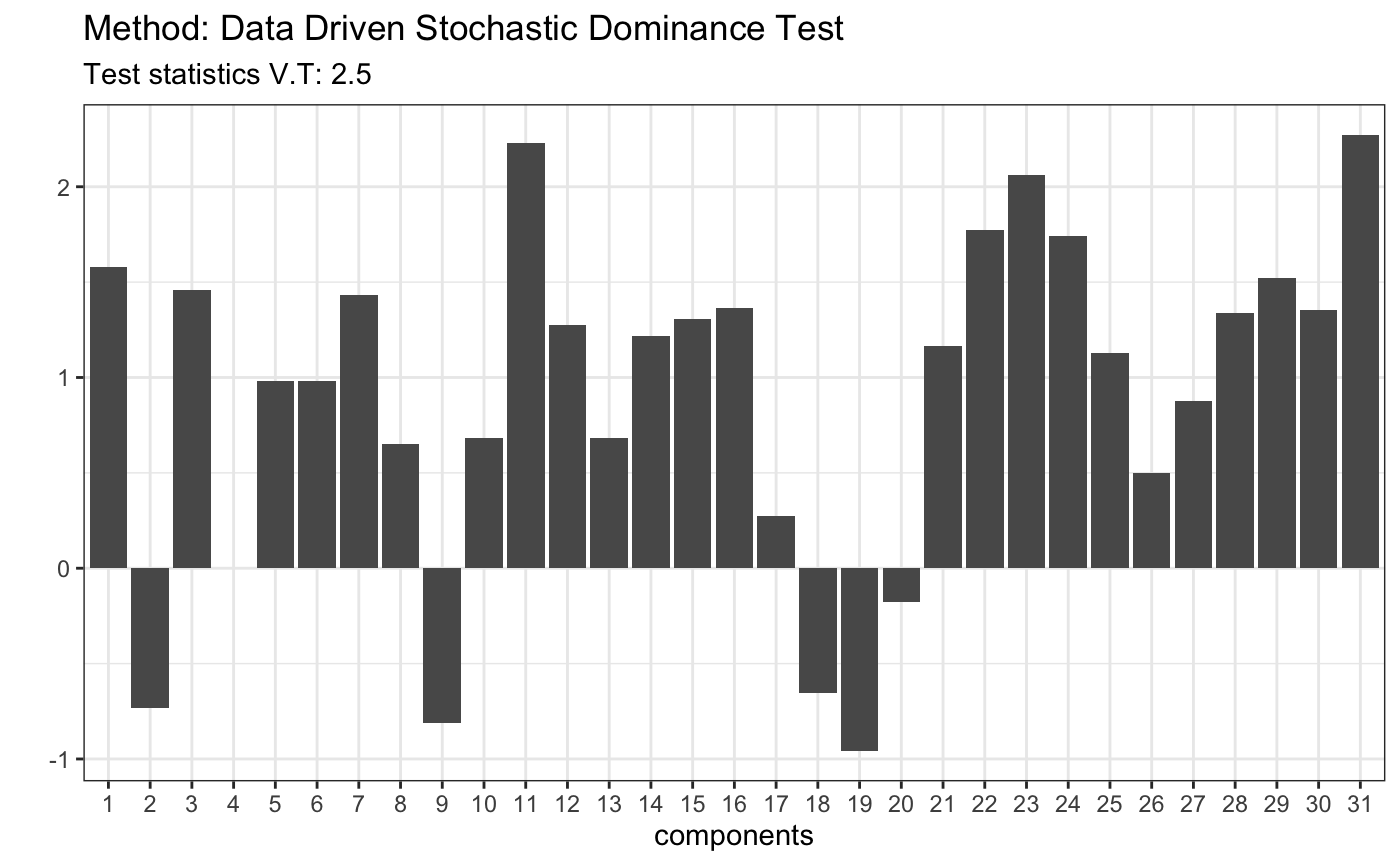 Method: Data Driven Stochastic Dominance Test
Test statistics V.T: 2.5
2
1
0
-1
1 2 3 4 5 6 7 8 9 10 11 12 13 14 15 16 17 18 19 20 21 22 23 24 25 26 27 28 29 30 31
components